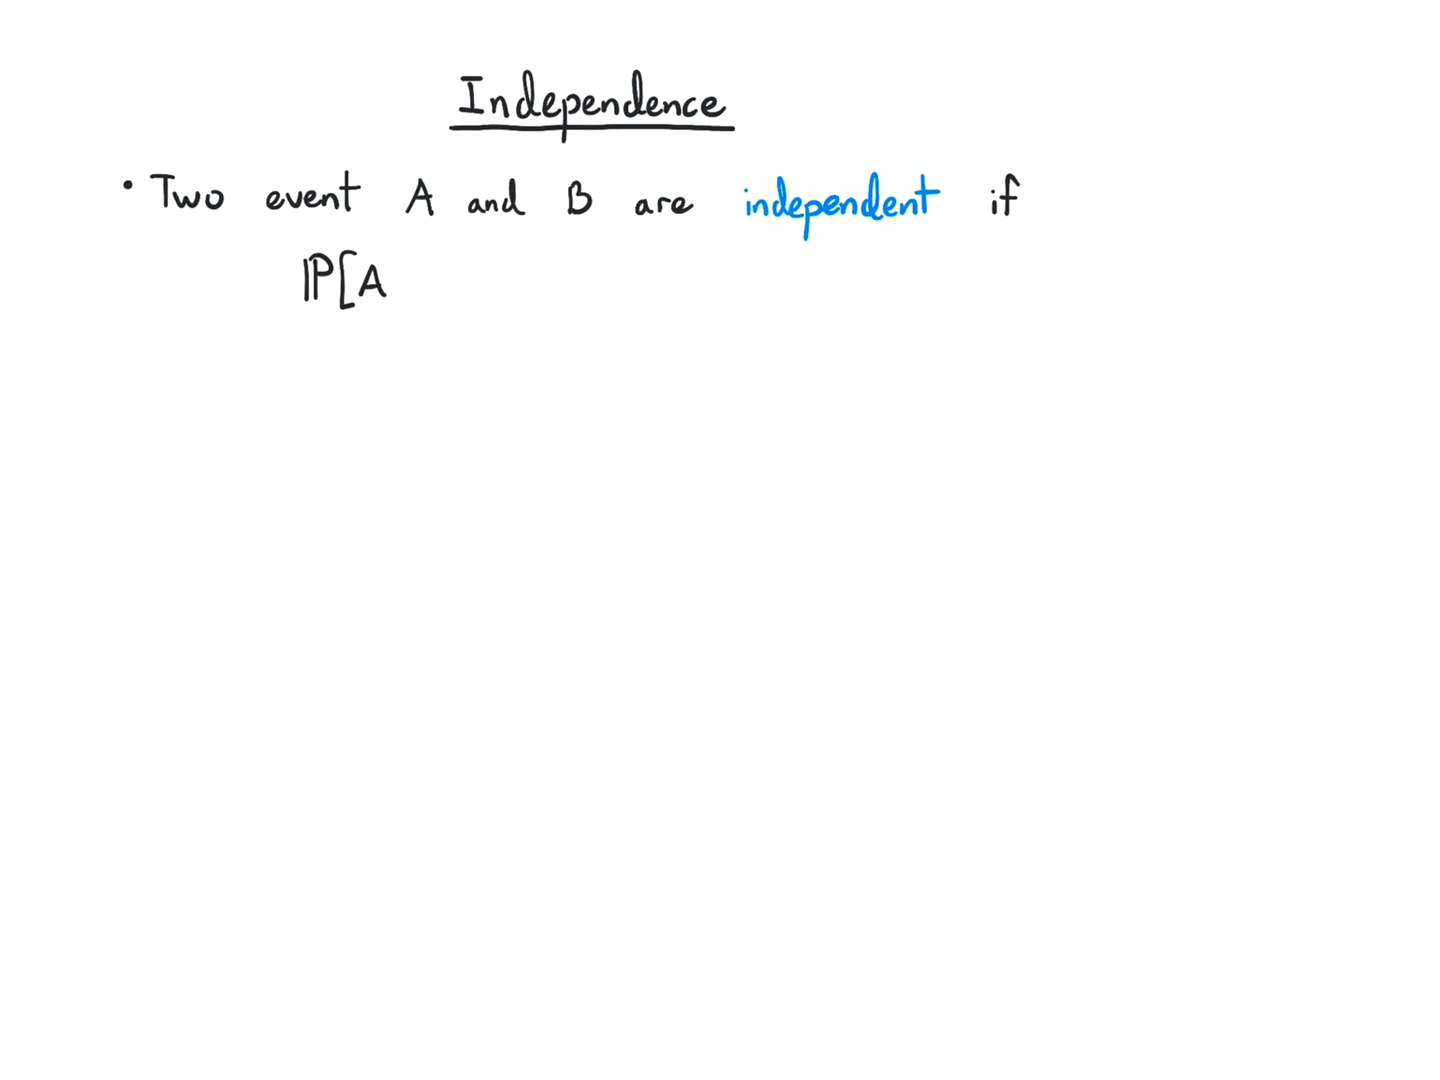 Independence
• Two event A and B are independent if
ℙ[A